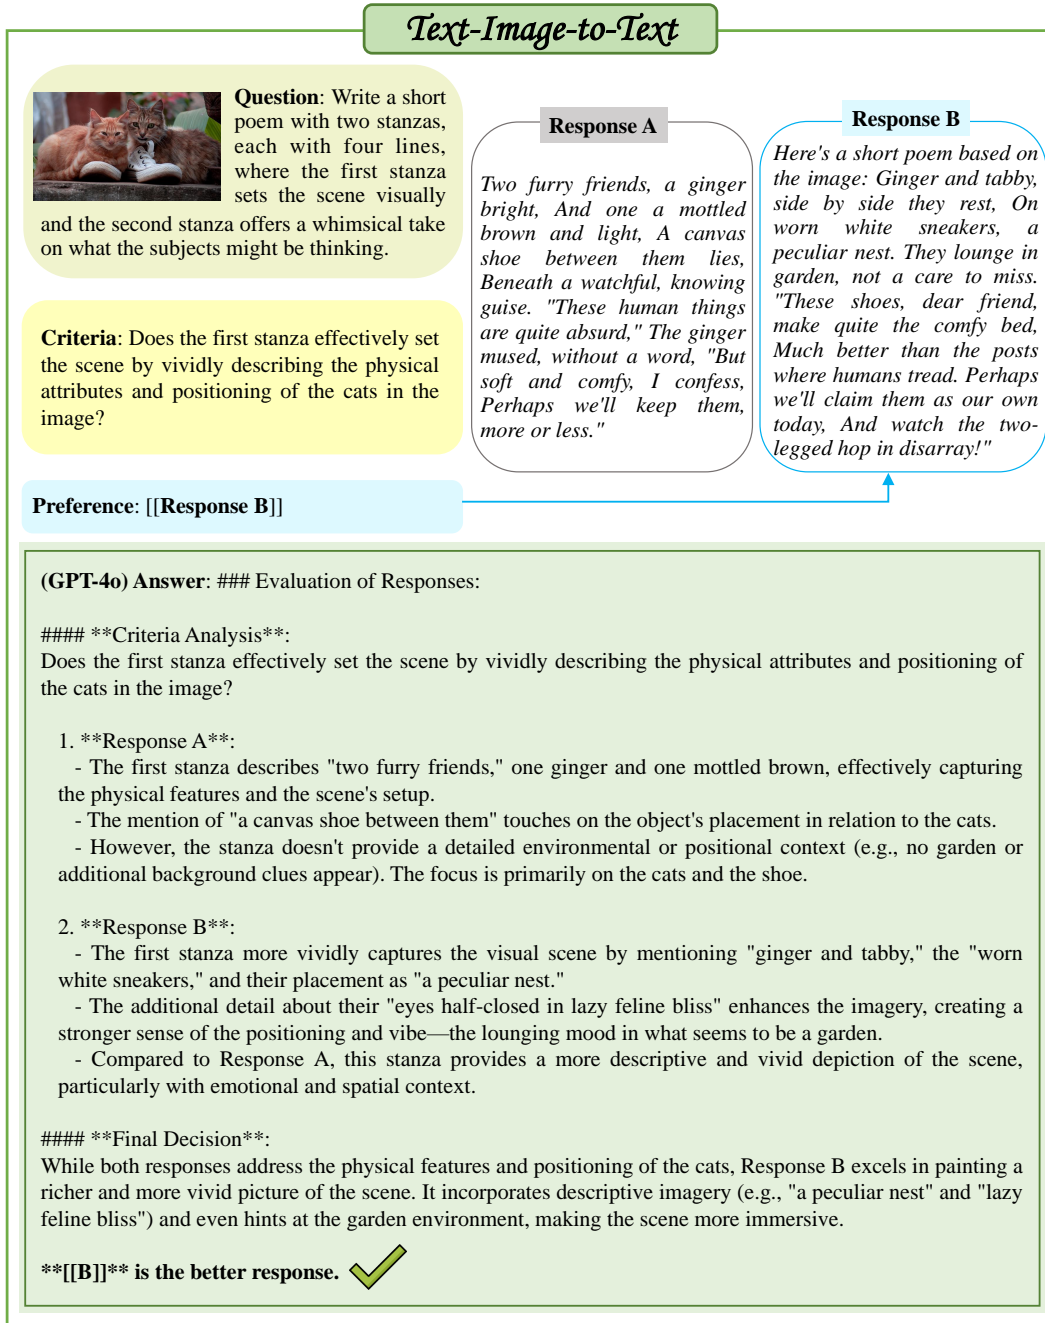 Text-Image-to-Text
Question: Write a short
poem with two stanzas,
each with four lines,
where the first stanza
sets the scene visually
and the second stanza offers a whimsical take
on what the subjects might be thinking.
Criteria: Does the first stanza effectively set
the scene by vividly describing the physical
attributes and positioning of the cats in the
image?
Preference: [[Response B]]
Response A
Two furry friends, a ginger
bright, And one a mottled
brown and light, A canvas
shoe between them lies,
Beneath a watchful, knowing
guise. "These human things
are quite absurd," The ginger
mused, without a word, "But
soft and comfy, I confess,
Perhaps we'll keep them,
more or less."
Response B
Here's a short poem based on
the image: Ginger and tabby,
side by side they rest, On
worn white sneakers, a
peculiar nest. They lounge in
garden, not a care to miss.
"These shoes, dear friend,
make quite the comfy bed,
Much better than the posts
where humans tread. Perhaps
we'll claim them as our own
today, And watch the two-
legged hop in disarray!"
(GPT-4o) Answer: ### Evaluation of Responses:
#### **Criteria Analysis**:
Does the first stanza effectively set the scene by vividly describing the physical attributes and positioning of
the cats in the image?
1. **Response A**:
- The first stanza describes "two furry friends," one ginger and one mottled brown, effectively capturing
the physical features and the scene's setup.
- The mention of "a canvas shoe between them" touches on the object's placement in relation to the cats.
- However, the stanza doesn't provide a detailed environmental or positional context (e.g., no garden or
additional background clues appear). The focus is primarily on the cats and the shoe.
2. **Response B**:
- The first stanza more vividly captures the visual scene by mentioning "ginger and tabby," the "worn
white sneakers," and their placement as "a peculiar nest."
- The additional detail about their "eyes half-closed in lazy feline bliss" enhances the imagery, creating a
stronger sense of the positioning and vibe—the lounging mood in what seems to be a garden.
- Compared to Response A, this stanza provides a more descriptive and vivid depiction of the scene,
particularly with emotional and spatial context.
#### **Final Decision**:
While both responses address the physical features and positioning of the cats, Response B excels in painting a
richer and more vivid picture of the scene. It incorporates descriptive imagery (e.g., "a peculiar nest" and "lazy
feline bliss") and even hints at the garden environment, making the scene more immersive.
**[[B]]** is the better response.